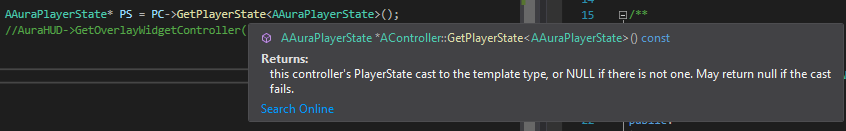 14
AAuraPlayerState* PS = PC->GetPlayerState<AAuraPlayerState>();
15 /**
//AuraHUD->GetOverlayWidgetController(
AAuraPlayerState *AController::GetPlayerState<AAuraPlayerState>() const
Returns:
this controller's PlayerState cast to the template type, or NULL if there is not one. May return null if the cast
fails.
Search Online
22 public: